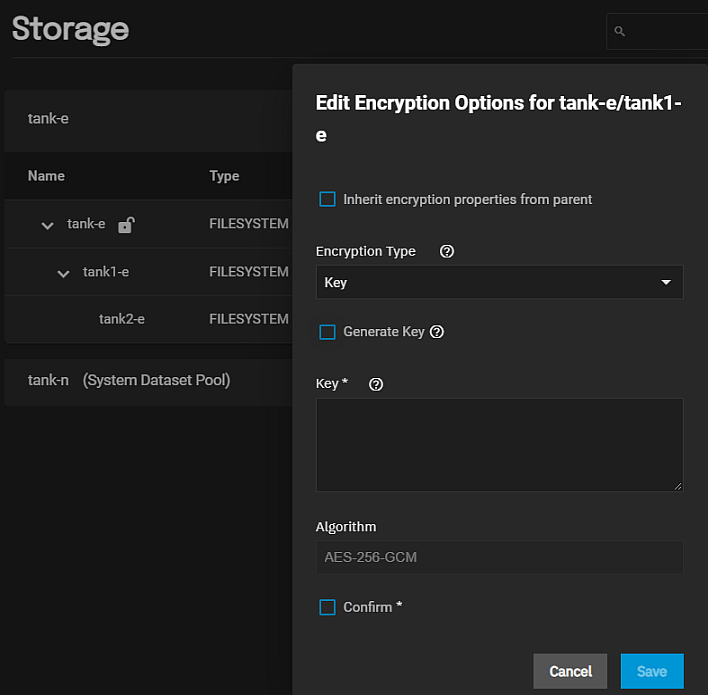 Storage
tank-e
Name Type
tank-e FILESYSTEM
tank1-e FILESYSTEM
tank2-e FILESYSTEM
tank-n (System Dataset Pool)
Edit Encryption Options for tank-e/tank1-
e
Inherit encryption properties from parent
Encryption Type
Key
Generate Key
Key *
Algorithm
AES-256-GCM
Confirm *
Cancel Save